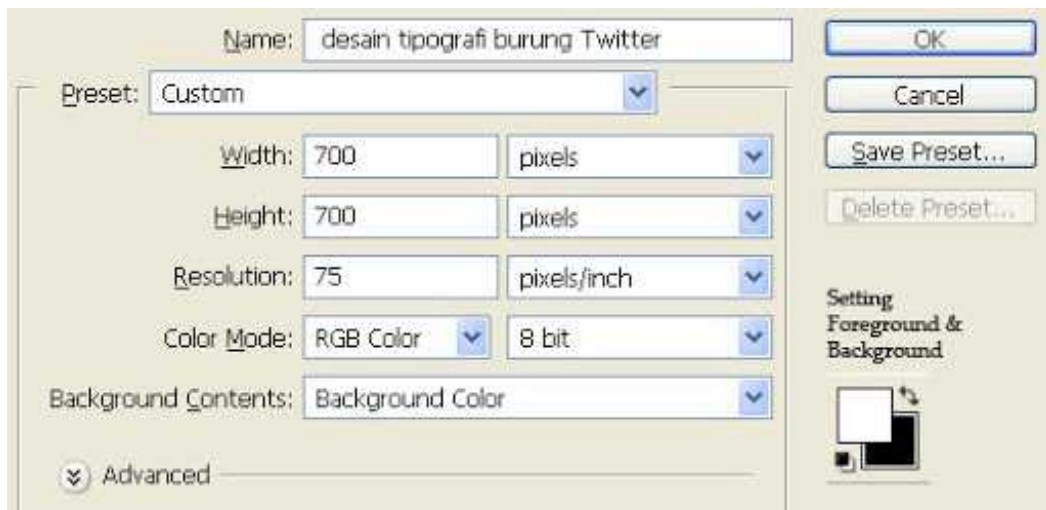 Name: desain tipografi burung Twitter
OK
Preset: Custom
Cancel
Width: 700 pixels
Save Preset...
Height: 700 pixels
Delete Preset...
Resolution: 75 pixels/inch
Setting
Foreground &
Background
Color Mode: RGB Color 8 bit
Background Contents: Background Color
Advanced